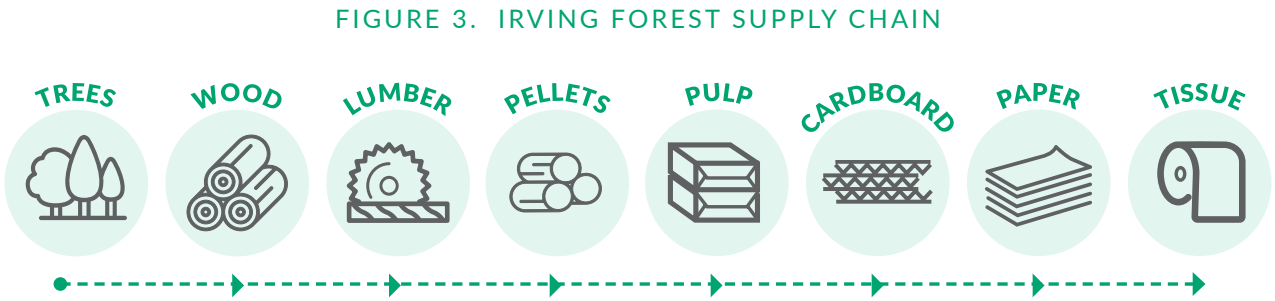 FIGURE 3. IRVING FOREST SUPPLY CHAIN
TREES
WOOD
LUMBER
PELLETS
PULP
CARDBOARD
PAPER
TISSUE